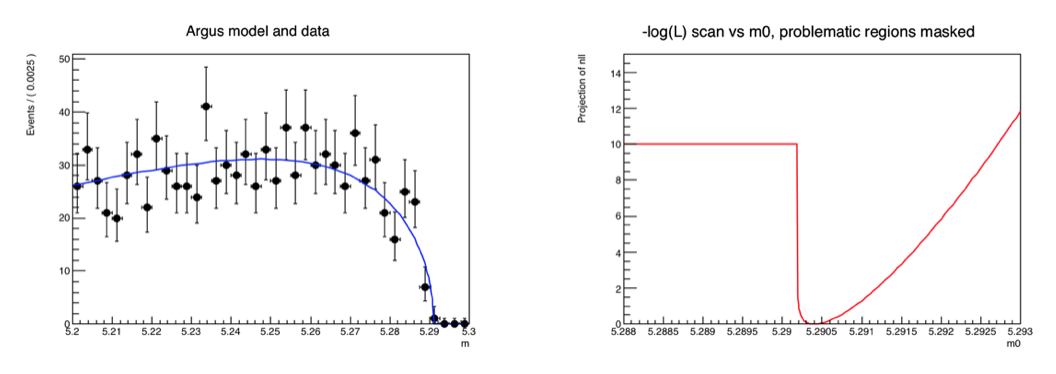 Argus model and data
Events / ( 0.0025 )
50
40
30
20
10
0
5.2 5.21 5.22 5.23 5.24 5.25 5.26 5.27 5.28 5.29 5.3
m
-log(L) scan vs m0, problematic regions masked
Projection of nll
14
12
10
8
6
4
2
0
5.288 5.2885 5.289 5.2895 5.29 5.2905 5.291 5.2915 5.292 5.2925 5.293
m0